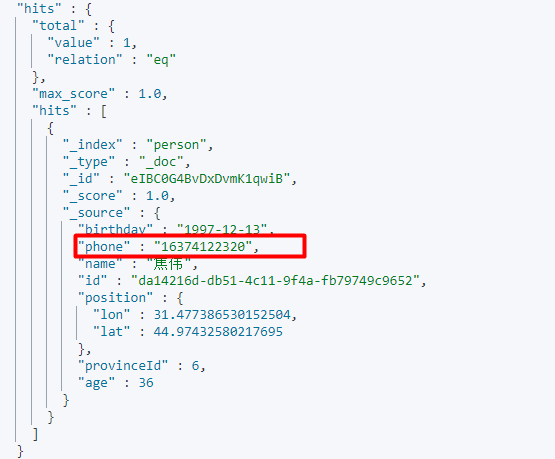 "hits" : {
"total" : {
"value" : 1,
"relation" : "eq"
},
"max_score" : 1.0,
"hits" : [
{
"_index" : "person",
"_type" : "_doc",
"_id" : "eIBC0G4BvDxDvmK1qwiB",
"_score" : 1.0,
"_source" : {
"birthday" : "1997-12-13",
"phone" : "16374122320",
"name" : "焦伟",
"id" : "da14216d-db51-4c11-9f4a-fb79749c9652",
"position" : {
"lon" : 31.477386530152504,
"lat" : 44.97432580217695
},
"provinceId" : 6,
"age" : 36
}
}
]
}